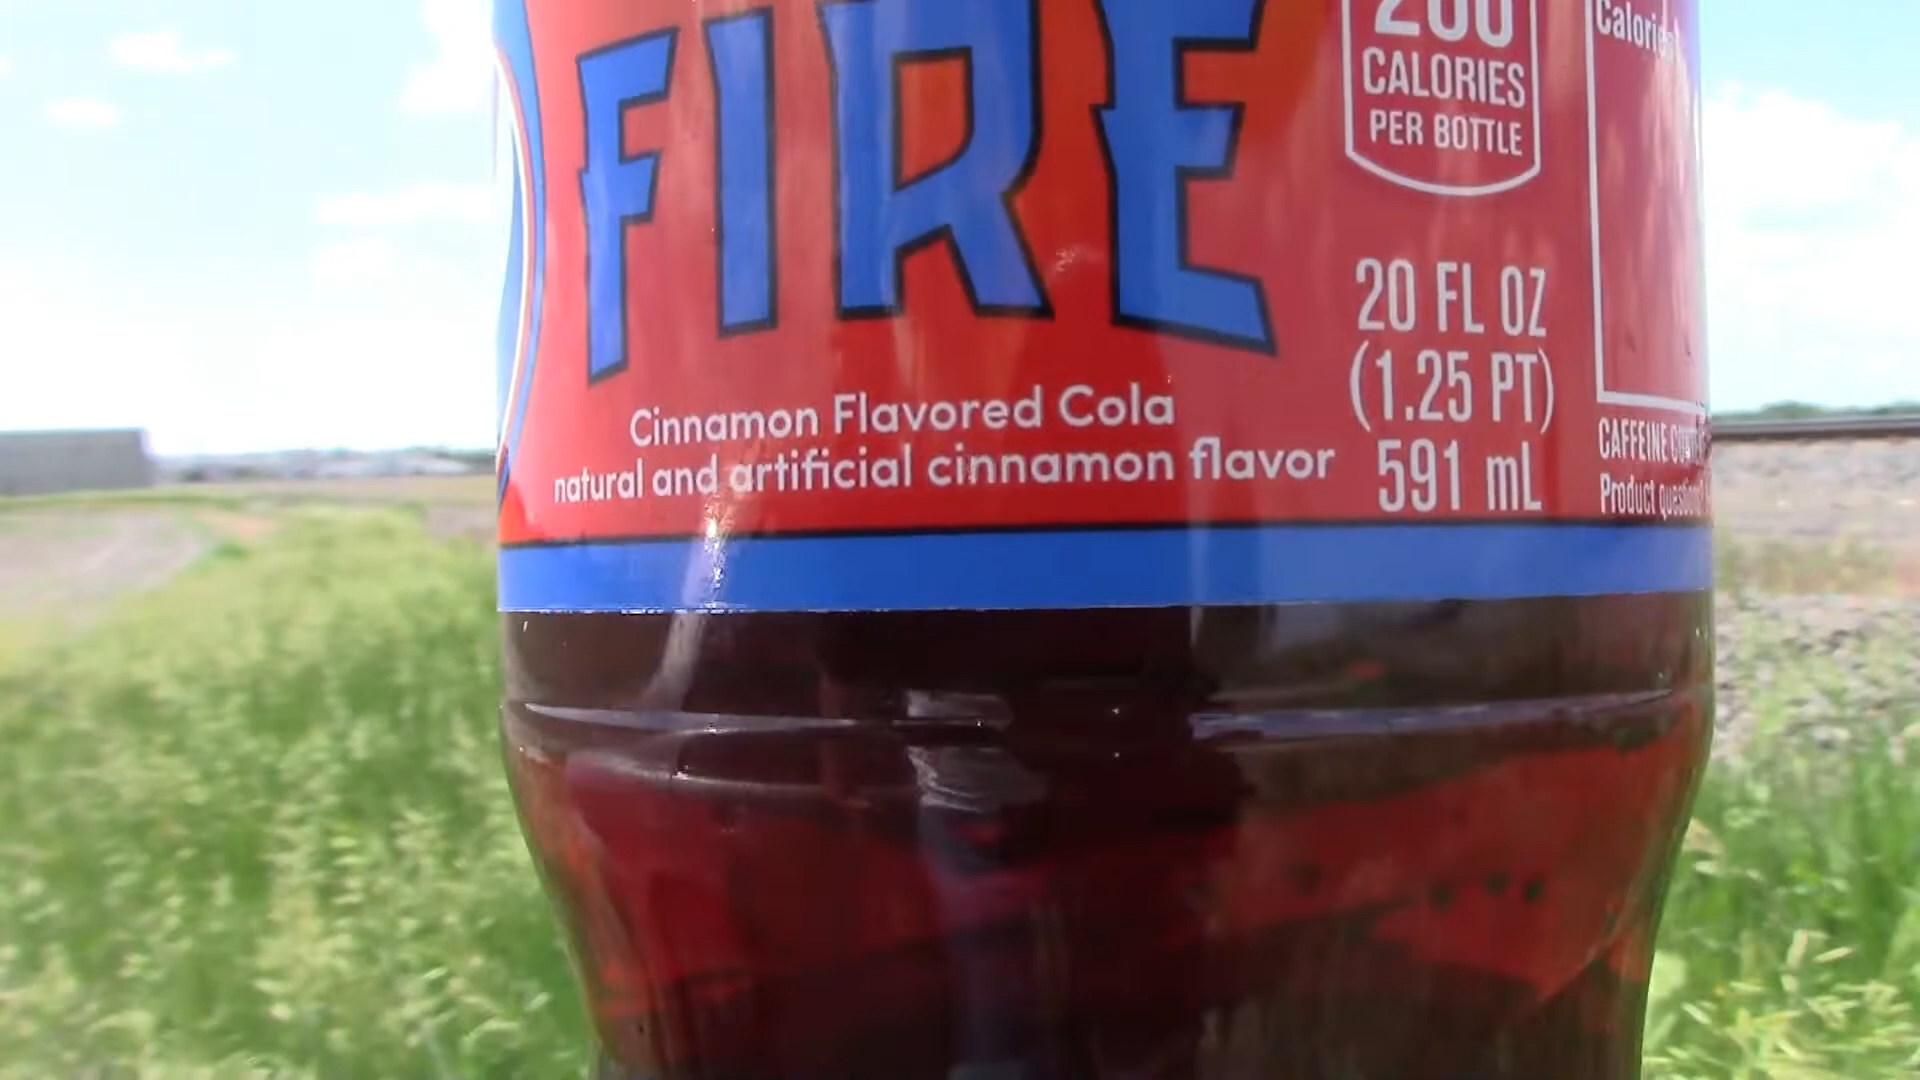 FIRE
CALORIES
PER BOTTLE
20 FL OZ
(1.25 PT)
591 mL
Cinnamon Flavored Cola
natural and artificial cinnamon flavor
CAFFEINE
Product